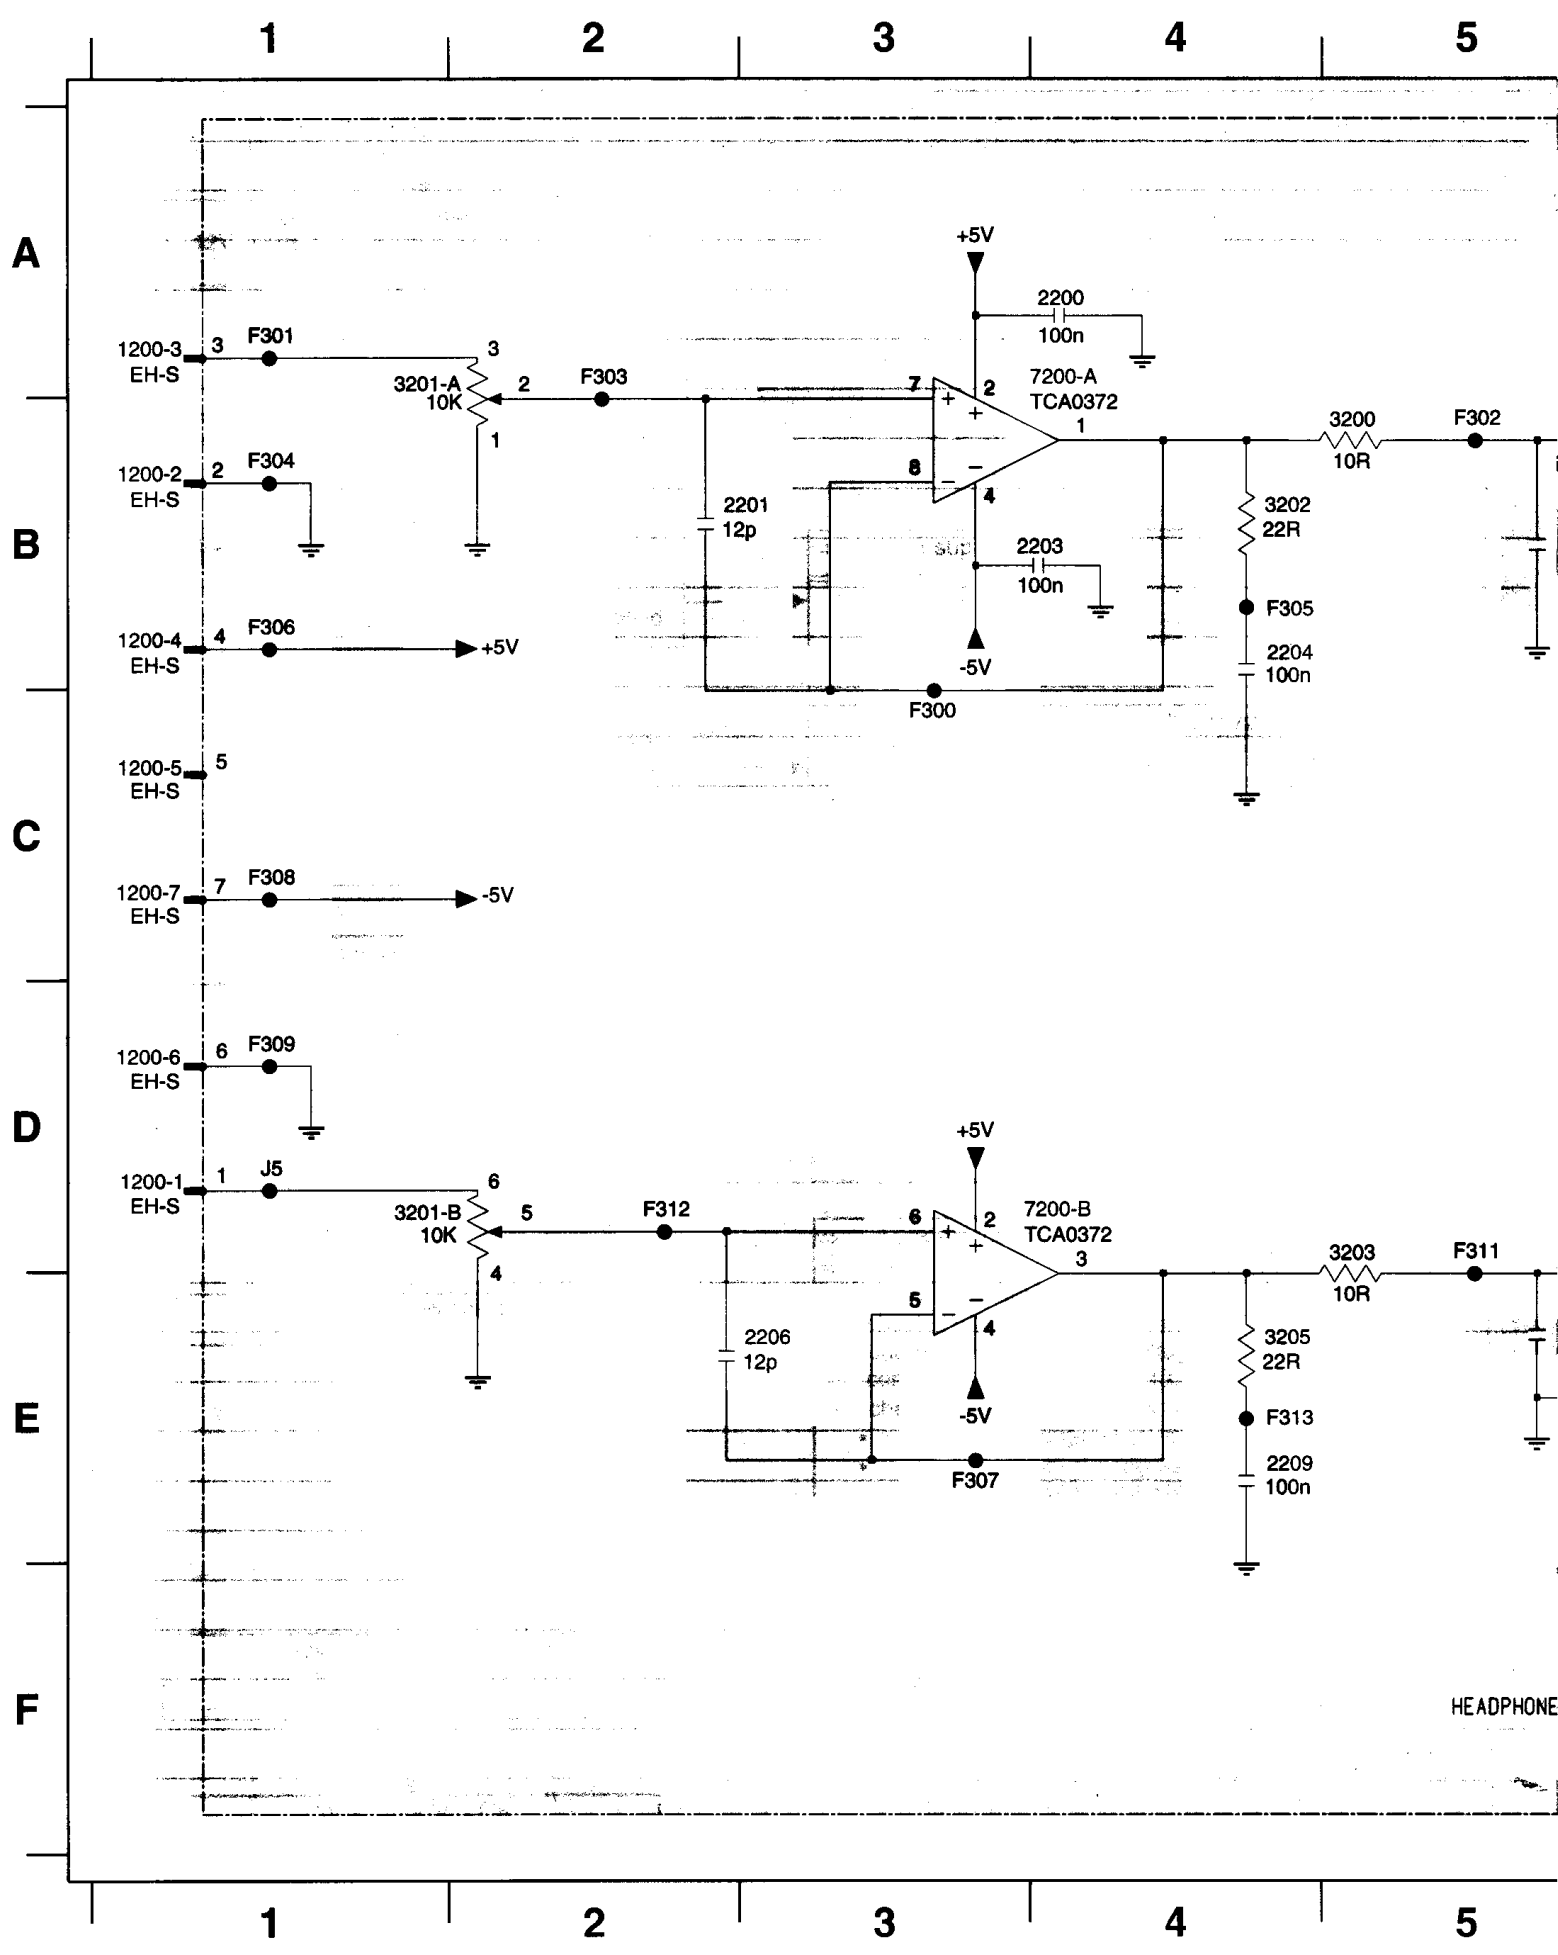 1 2 3 4 5
A
+5V
2200
100n
1200-3 3 F301
EH-S
3
3201-A 2
10K
1
F303
7 + 2
+
7200-A
TCA0372
1
8 − −
4
3200
10R
F302
1200-2 2 F304
EH-S
B
2201
12p
2203
100n
3202
22R
F305
1200-4 4 F306 +5V
EH-S
-5V
2204
100n
F300
1200-5 5
EH-S
C
1200-7 7 F308 -5V
EH-S
1200-6 6 F309
EH-S
D
+5V
1200-1 1 J5
EH-S
6
3201-B 5
10K
4
F312
6 + 2
+
7200-B
TCA0372
3
5 − −
4
3203
10R
F311
2206
12p
3205
22R
E
-5V
F313
F307
2209
100n
F
HEADPHONE
1 2 3 4 5